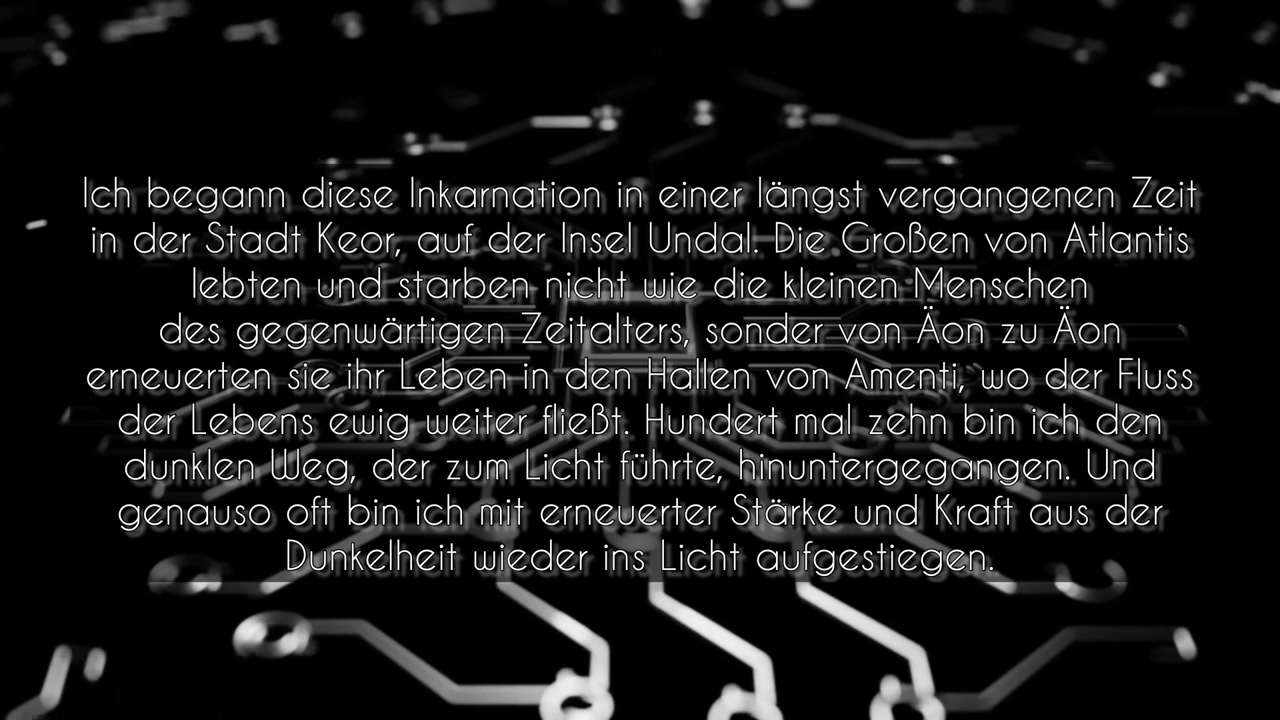 Ich begann diese Inkarnation in einer längst vergangenen Zeit
in der Stadt Keor, auf der Insel Undal. Die Großen von Atlantis
lebten und starben nicht wie die kleinen Menschen
des gegenwärtigen Zeitalters, sonder von Äon zu Äon
erneuerten sie ihr Leben in den Hallen von Amenti, wo der Fluss
der Lebens ewig weiter fließt. Hundert mal zehn bin ich den
dunklen Weg, der zum Licht führte, hinuntergegangen. Und
genauso oft bin ich mit erneuerter Stärke und Kraft aus der
Dunkelheit wieder ins Licht aufgestiegen.